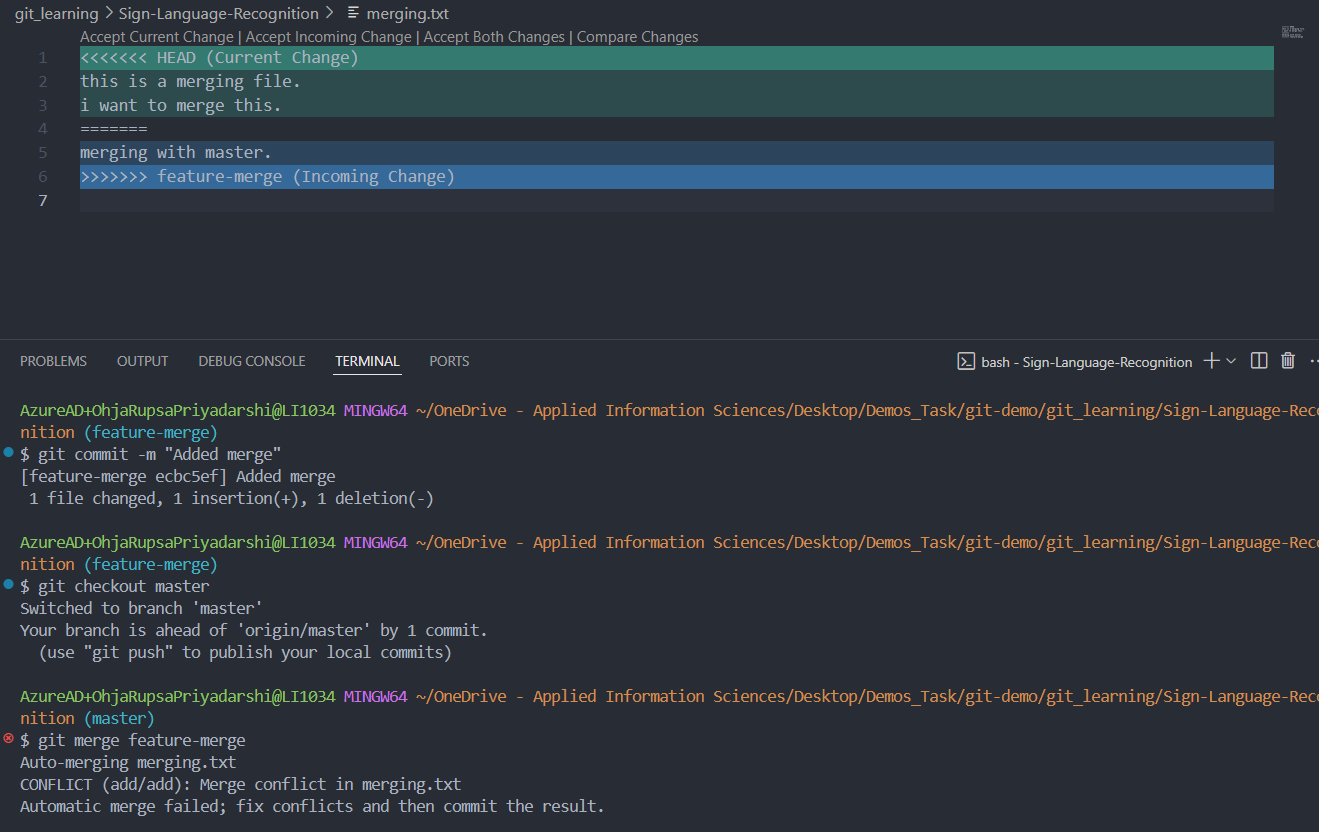 git_learning > Sign-Language-Recognition > merging.txt
Accept Current Change | Accept Incoming Change | Accept Both Changes | Compare Changes
1 <<<<<<< HEAD (Current Change)
2 this is a merging file.
3 i want to merge this.
4 =======
5 merging with master.
6 >>>>>>> feature-merge (Incoming Change)
7
PROBLEMS OUTPUT DEBUG CONSOLE TERMINAL PORTS bash - Sign-Language-Recognition
AzureAD+OhjaRupsaPriyadarshi@LI1034 MINGW64 ~/OneDrive - Applied Information Sciences/Desktop/Demos_Task/git-demo/git_learning/Sign-Language-Reco
nition (feature-merge)
$ git commit -m "Added merge"
[feature-merge ecbc5ef] Added merge
1 file changed, 1 insertion(+), 1 deletion(-)
AzureAD+OhjaRupsaPriyadarshi@LI1034 MINGW64 ~/OneDrive - Applied Information Sciences/Desktop/Demos_Task/git-demo/git_learning/Sign-Language-Reco
nition (feature-merge)
$ git checkout master
Switched to branch 'master'
Your branch is ahead of 'origin/master' by 1 commit.
(use "git push" to publish your local commits)
AzureAD+OhjaRupsaPriyadarshi@LI1034 MINGW64 ~/OneDrive - Applied Information Sciences/Desktop/Demos_Task/git-demo/git_learning/Sign-Language-Reco
nition (master)
$ git merge feature-merge
Auto-merging merging.txt
CONFLICT (add/add): Merge conflict in merging.txt
Automatic merge failed; fix conflicts and then commit the result.